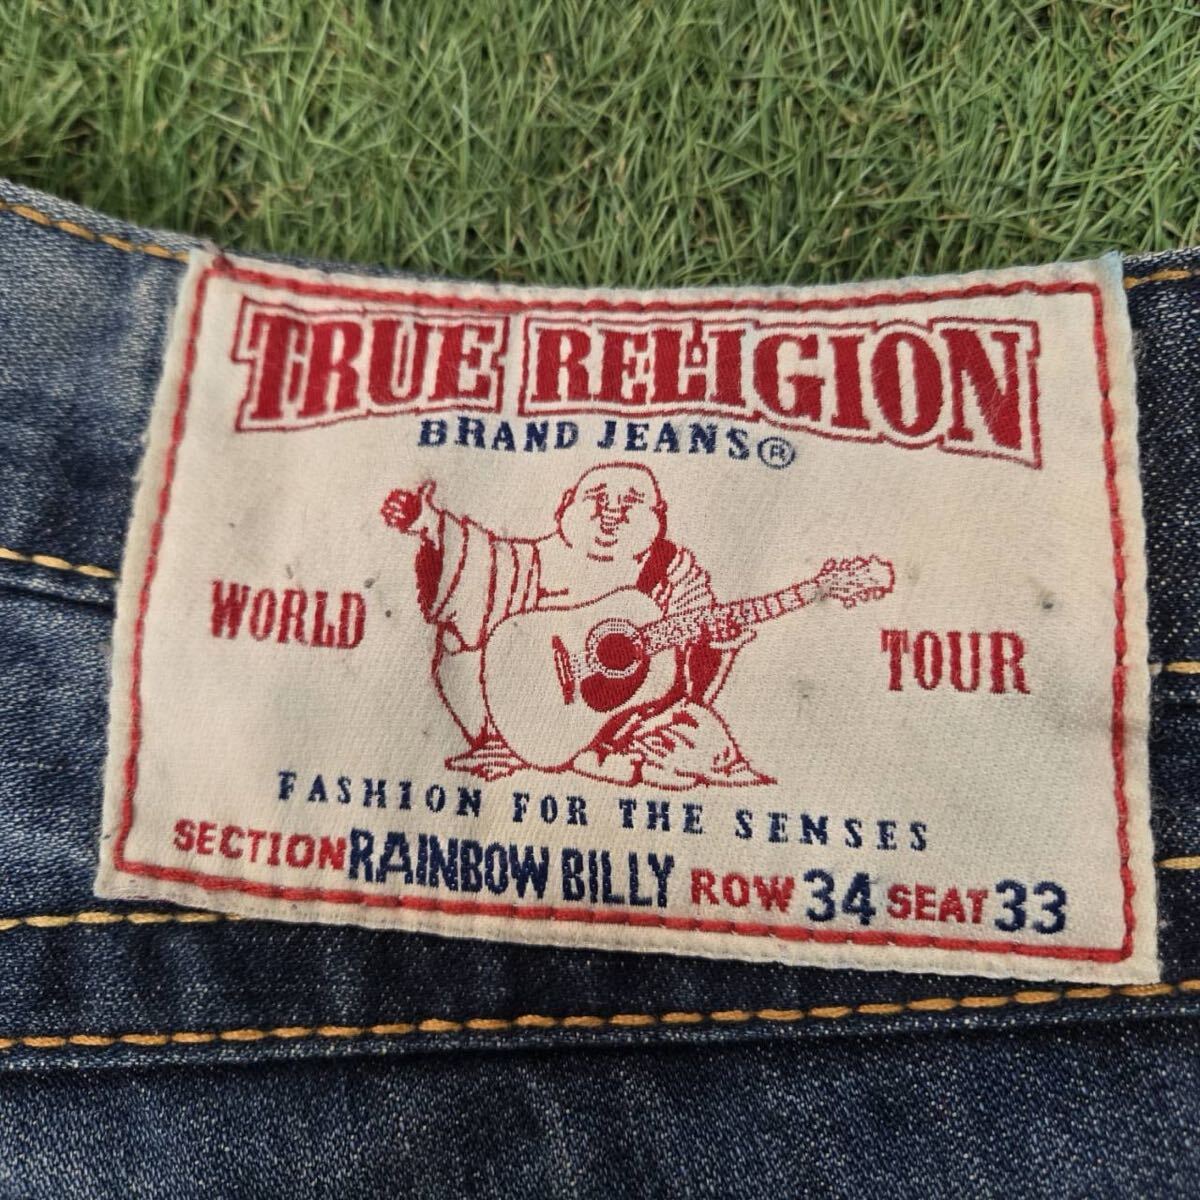 TRUE RELIGION
BRAND JEANS®
WORLD TOUR
FASHION FOR THE SENSES
SECTION RAINBOW BILLY ROW 34 SEAT 33